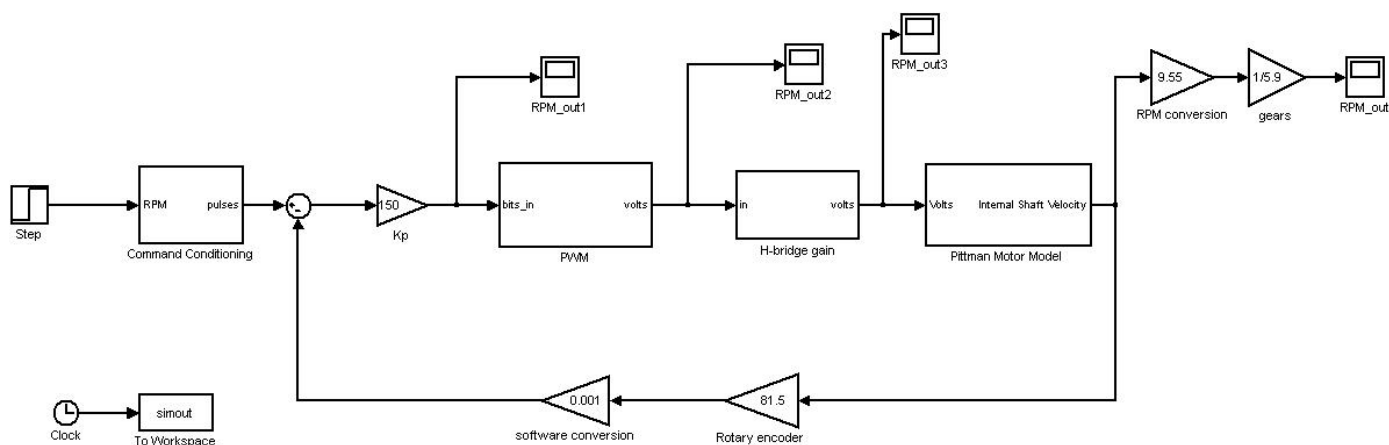 RPM_out3
RPM_out1
RPM_out2
9.55
1/5.9
RPM_out
RPM conversion
gears
Step
RPM
pulses
Command Conditioning
150
Kp
bits_in
volts
PWM
in
volts
H-bridge gain
Volts
Internal Shaft Velocity
Pittman Motor Model
0.001
software conversion
81.5
Rotary encoder
Clock
simout
To Workspace